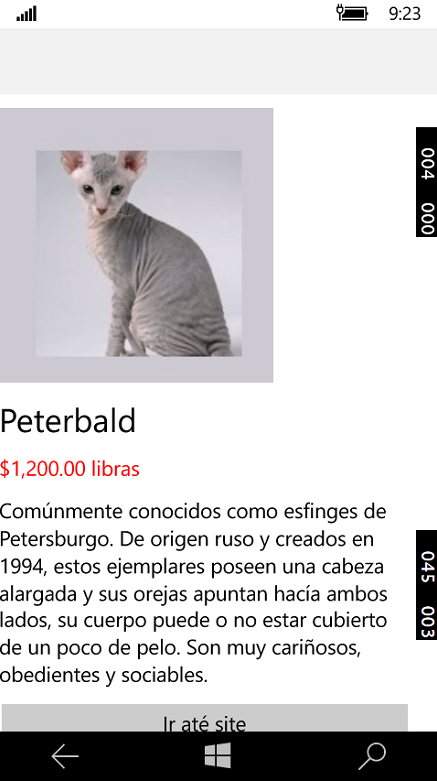 9:23
004 000
Peterbald
$1,200.00 libras
Comúnmente conocidos como esfinges de
Petersburgo. De origen ruso y creados en
1994, estos ejemplares poseen una cabeza
alargada y sus orejas apuntan hacía ambos
lados, su cuerpo puede o no estar cubierto
de un poco de pelo. Son muy cariñosos,
obedientes y sociables.
045 003
Ir até site